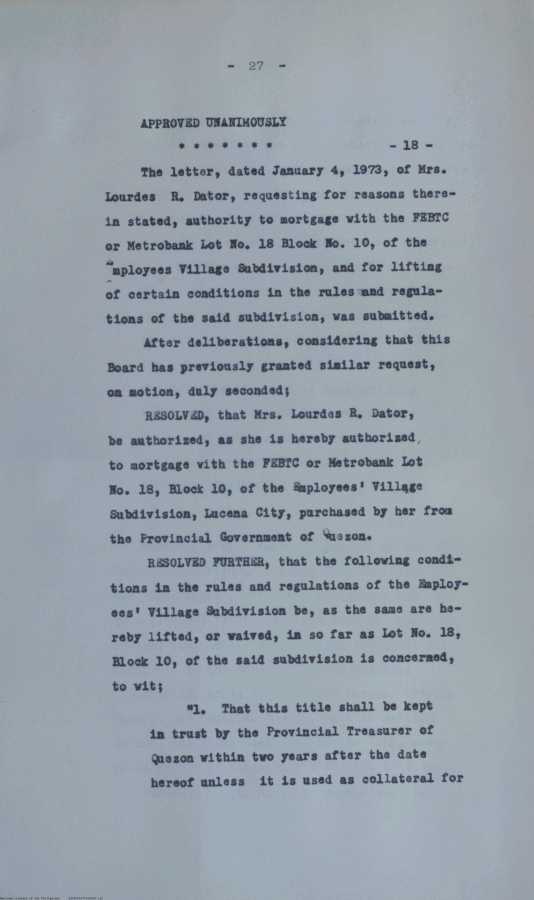 - 27 -
APPROVED UNANIMOUSLY
* * * * * * *
- 18 -
The letter, dated January 4, 1973, of Mrs.
Lourdes R. Dator, requesting for reasons there-
in stated, authority to mortgage with the FEBTC
or Metrobank Lot No. 18 Block No. 10, of the
Employees Village Subdivision, and for lifting
of certain conditions in the rules and regula-
tions of the said subdivision, was submitted.
After deliberations, considering that this
Board has previously granted similar request,
on motion, duly seconded;
RESOLVED, that Mrs. Lourdes R. Dator,
be authorized, as she is hereby authorized,
to mortgage with the FEBTC or Metrobank Lot
No. 18, Block 10, of the Employees' Village
Subdivision, Lucena City, purchased by her from
the Provincial Government of Quezon.
RESOLVED FURTHER, that the following condi-
tions in the rules and regulations of the Employ-
ees' Village Subdivision be, as the same are he-
reby lifted, or waived, in so far as Lot No. 18,
Block 10, of the said subdivision is concerned,
to wit;
"1. That this title shall be kept
in trust by the Provincial Treasurer of
Quezon within two years after the date
hereof unless it is used as collateral for